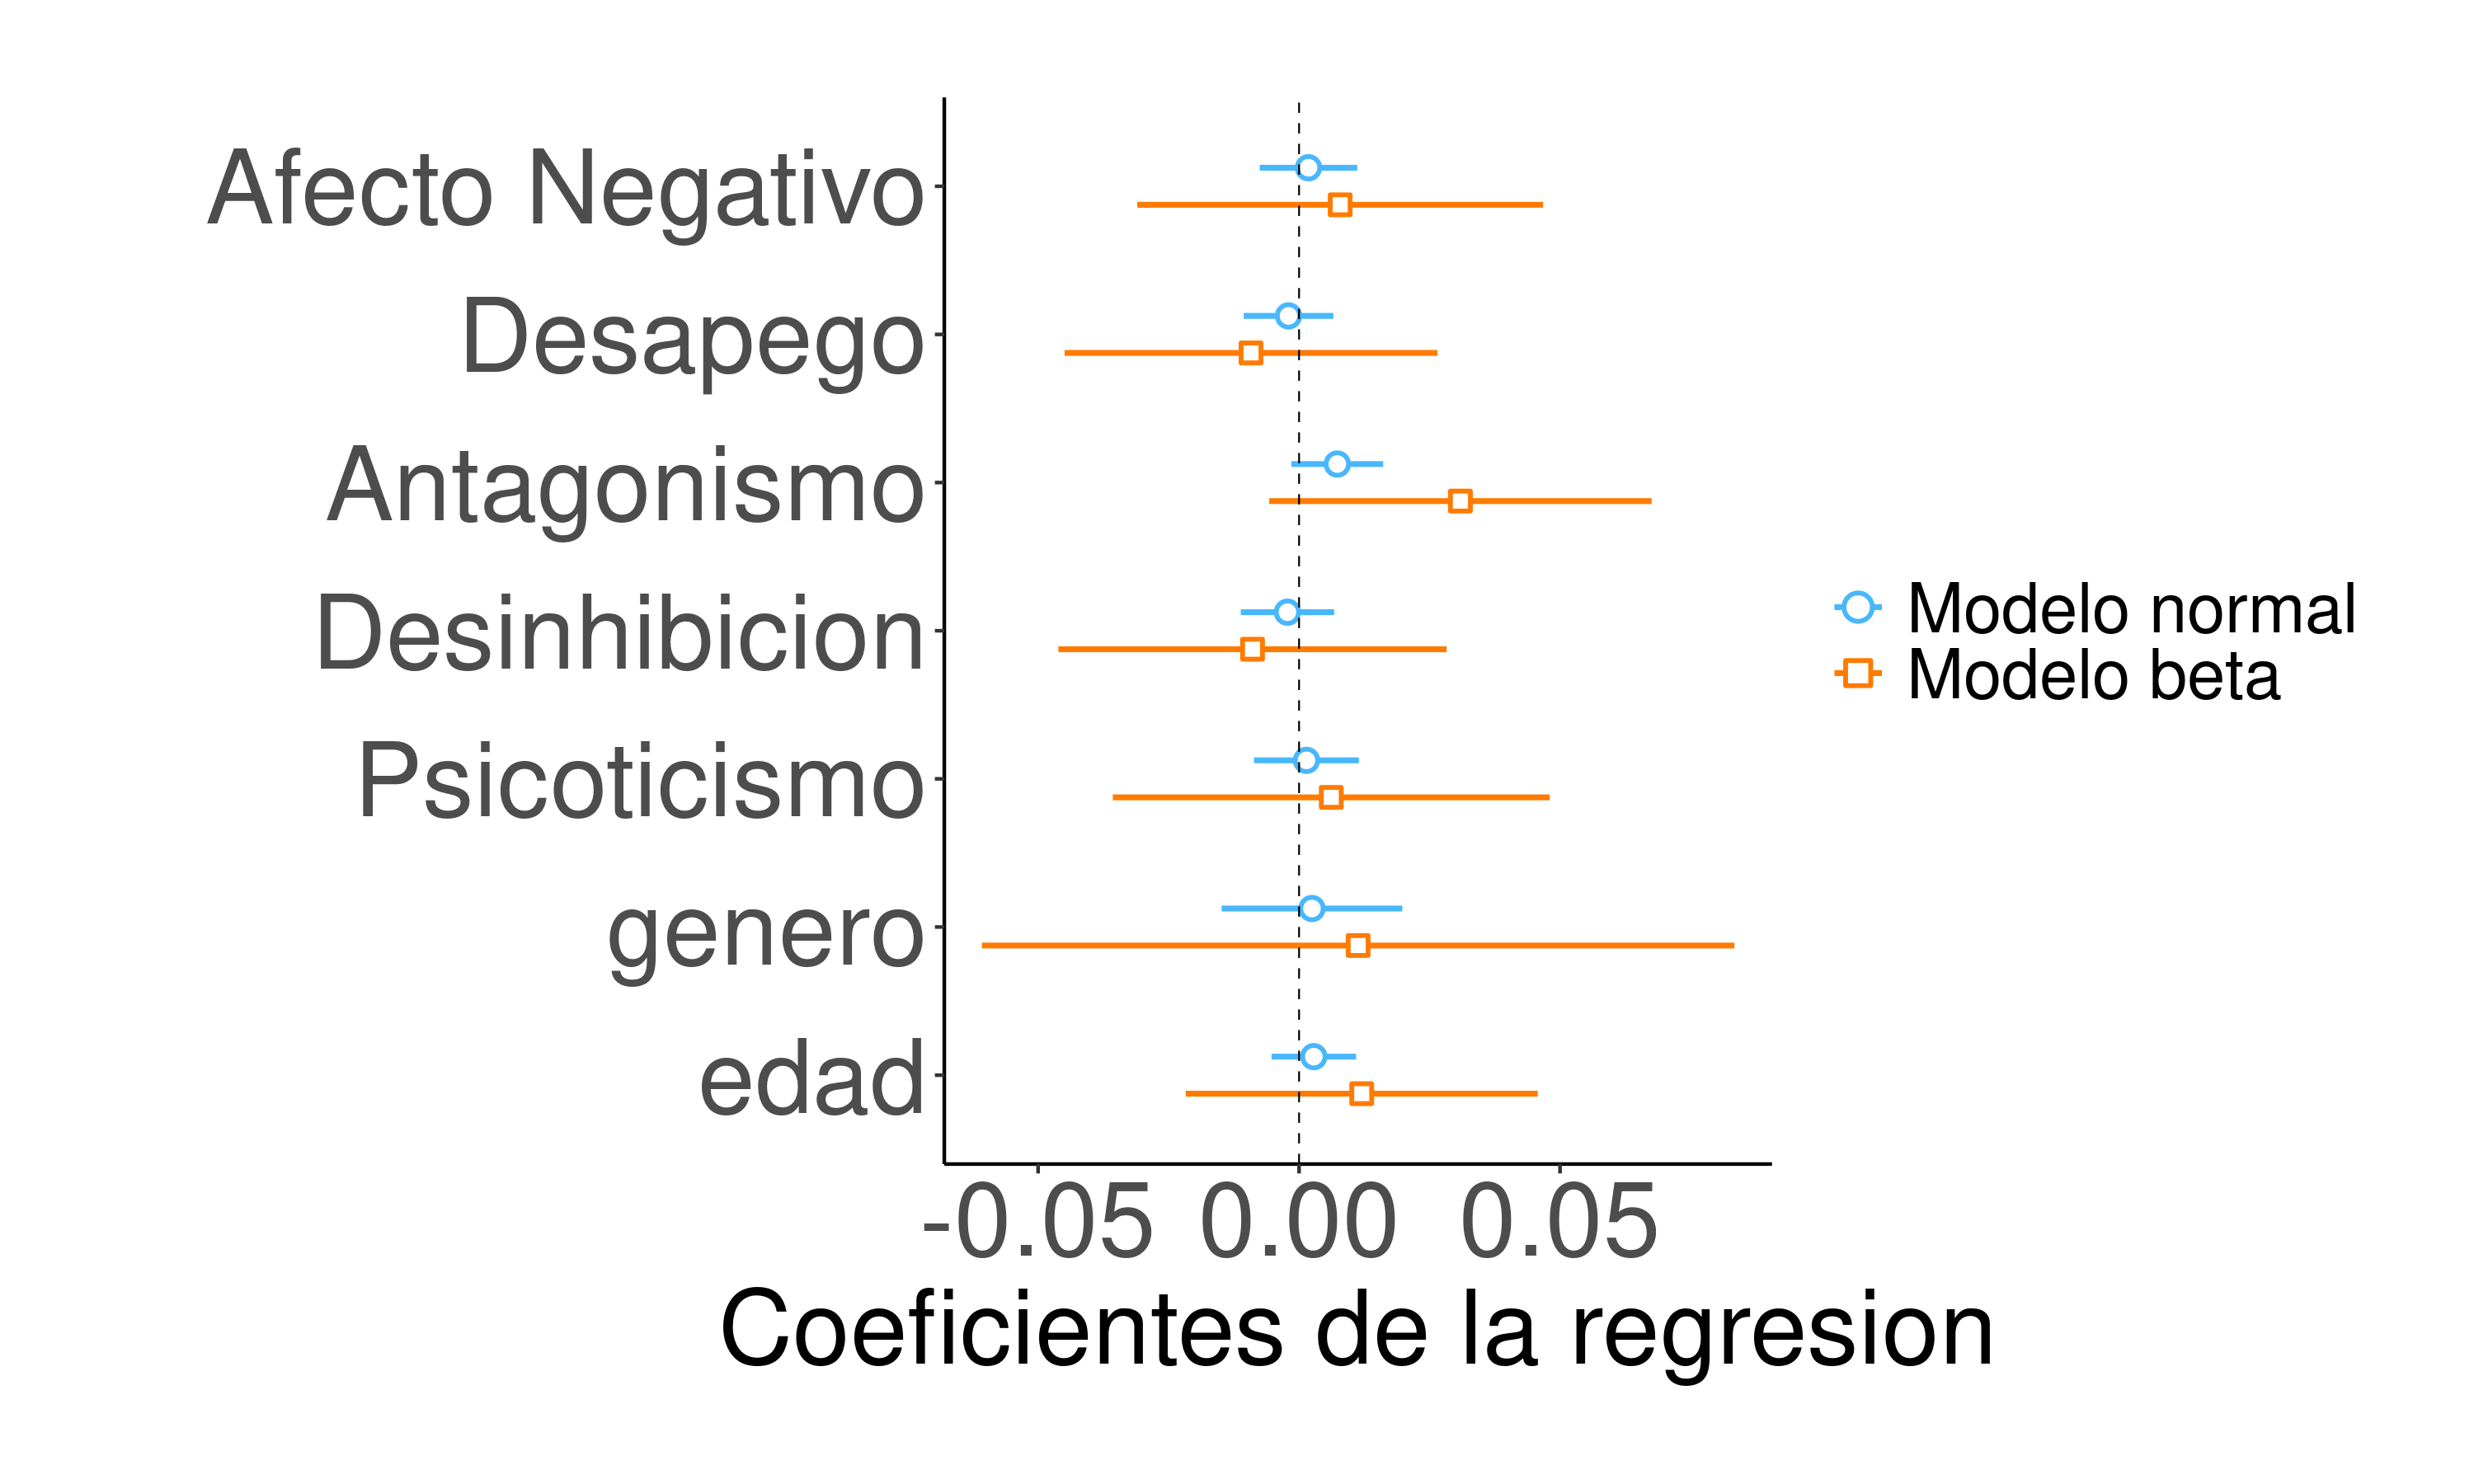 Afecto Negativo
Desapego
Antagonismo
Desinhibicion
Psicoticismo
genero
edad
Modelo normal
Modelo beta
-0.05 0.00 0.05
Coeficientes de la regresion